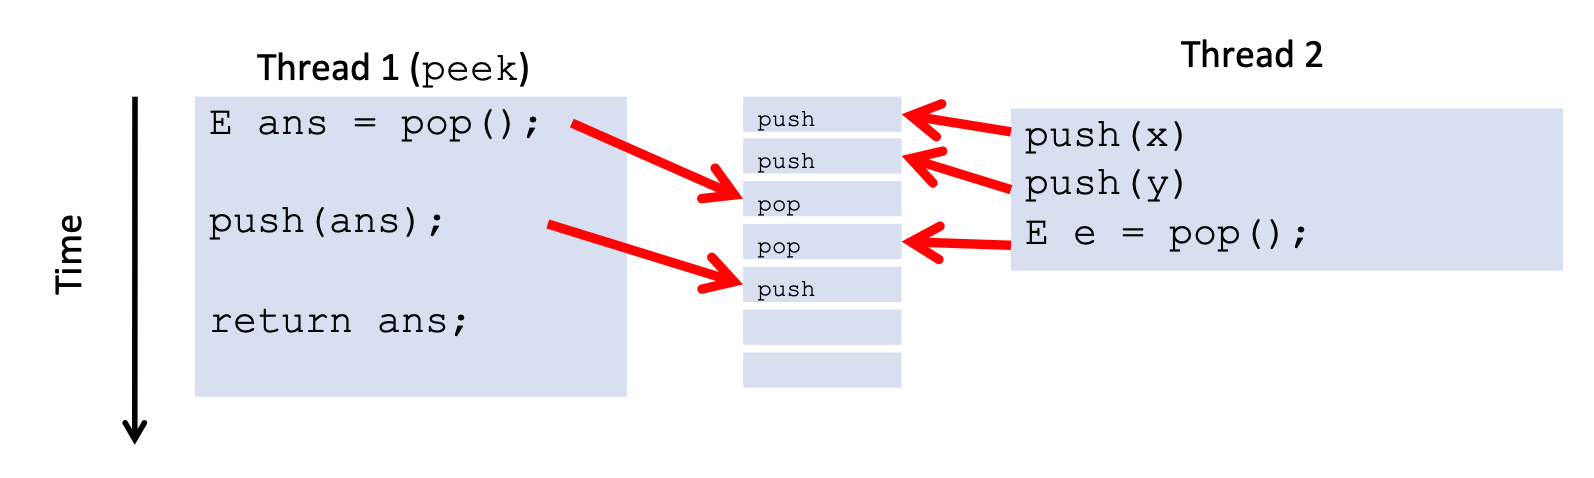 Thread 1 (peek)
E ans = pop();
push(ans);
return ans;
Time
push
push
pop
pop
push
Thread 2
push(x)
push(y)
E e = pop();